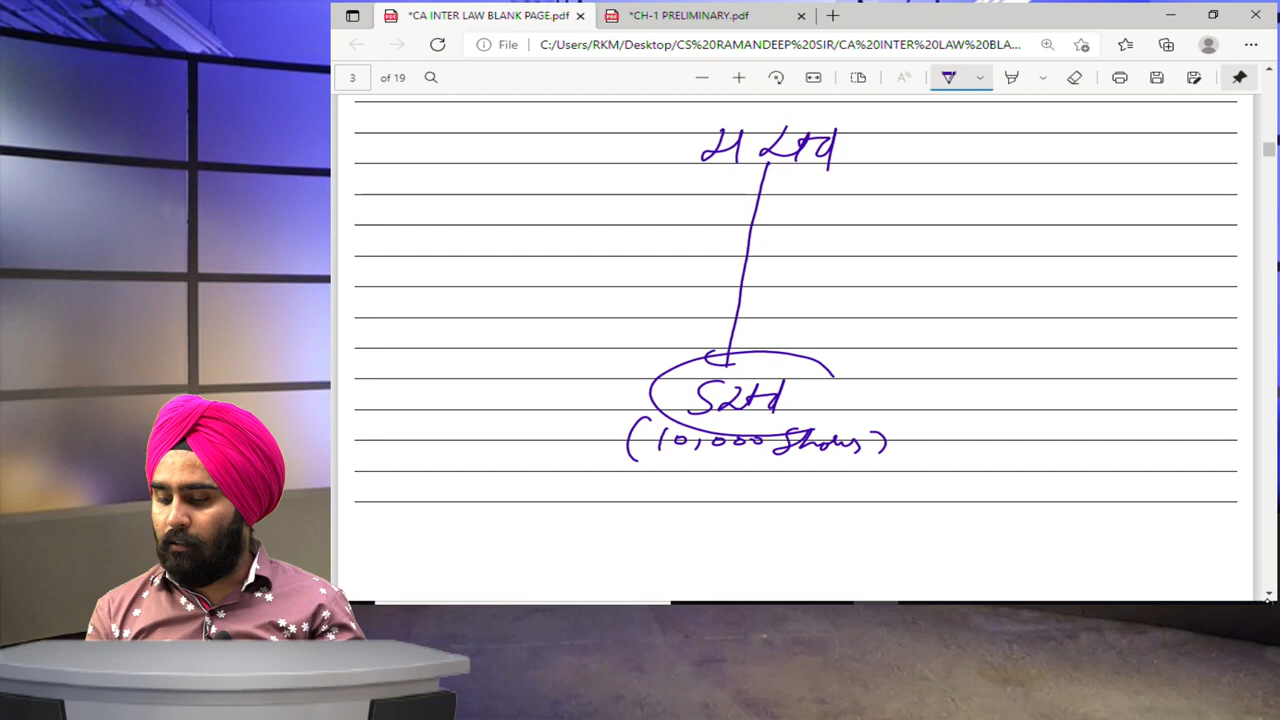 *CA INTER LAW BLANK PAGE.pdf
*CH-1 PRELIMINARY.pdf
File
C:/Users/RKM/Desktop/CS%20RAMANDEEP%20SIR/CA%20INTER%20LAW%20BLA...
3
of 19
H Ltd
S Ltd
(10,000 Shares)